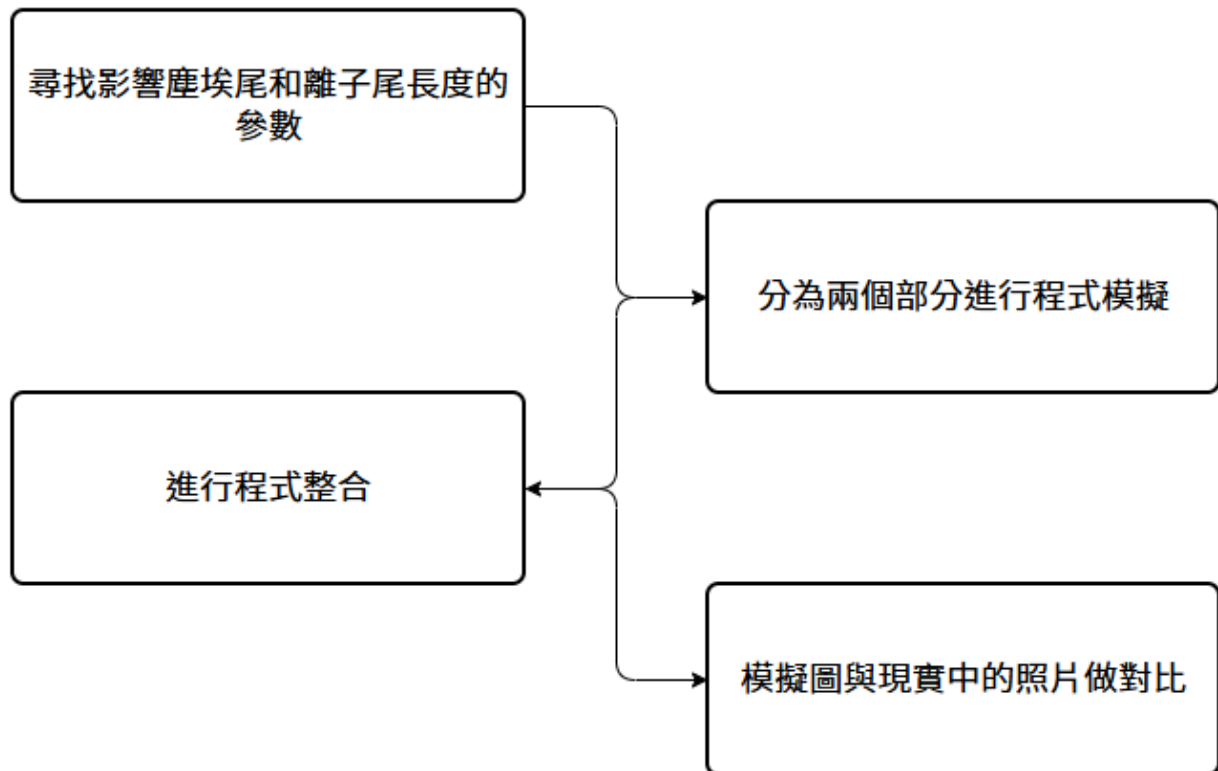 尋找影響塵埃尾和離子尾長度的
參數
分為兩個部分進行程式模擬
進行程式整合
模擬圖與現實中的照片做對比